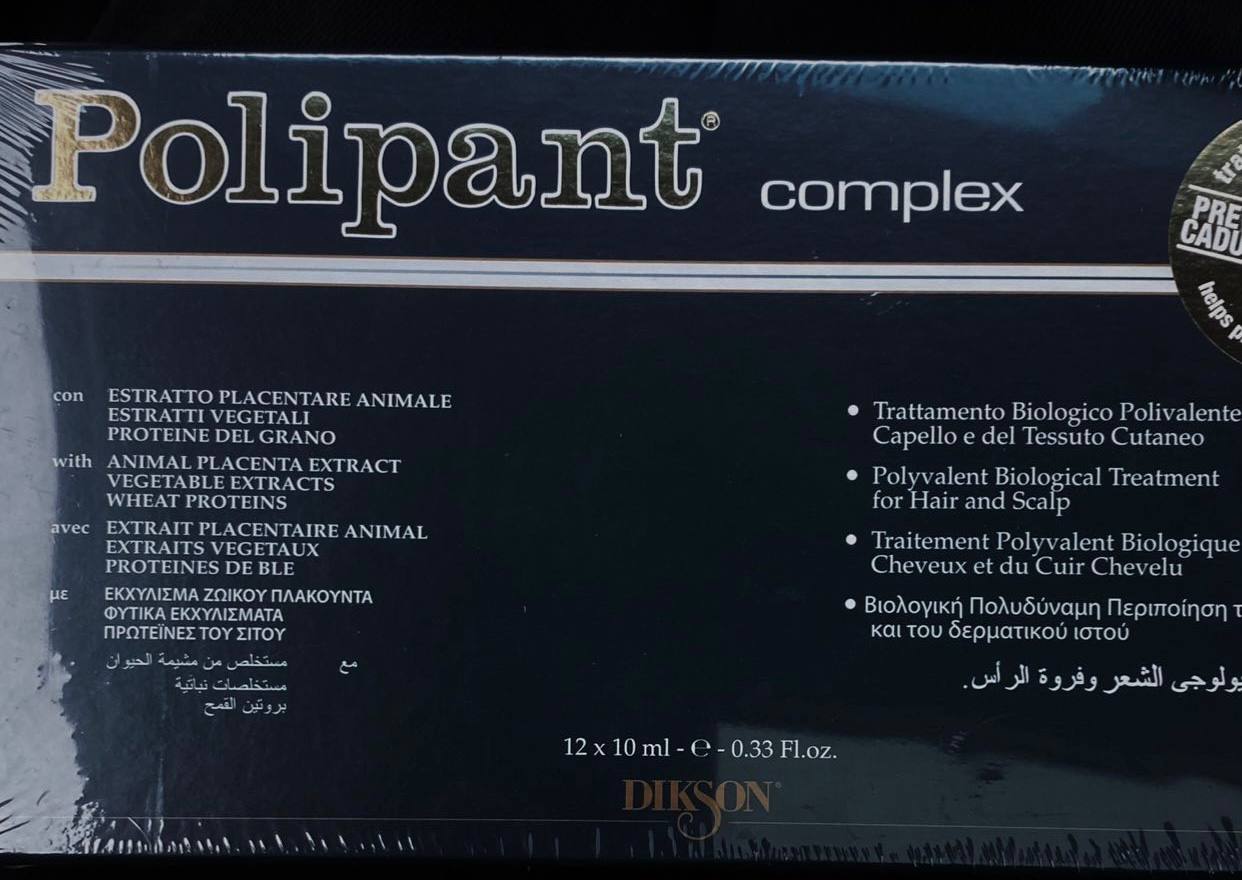 Polipant®
complex
PRE
CADU
helps
con ESTRATTO PLACENTARE ANIMALE
ESTRATTI VEGETALI
PROTEINE DEL GRANO
with ANIMAL PLACENTA EXTRACT
VEGETABLE EXTRACTS
WHEAT PROTEINS
avec EXTRAIT PLACENTAIRE ANIMAL
EXTRAITS VEGETAUX
PROTEINES DE BLE
με ΕΚΧΥΛΙΣΜΑ ΖΩΙΚΟΥ ΠΛΑΚΟΥΝΤΑ
ΦΥΤΙΚΑ ΕΚΧΥΛΙΣΜΑΤΑ
ΠΡΩΤΕΪΝΕΣ ΤΟΥ ΣΙΤΟΥ
مع مستخلص من مشيمة الحيوان
مستخلصات نباتية
بروتين القمح
• Trattamento Biologico Polivalente
Capello e del Tessuto Cutaneo
• Polyvalent Biological Treatment
for Hair and Scalp
• Traitement Polyvalent Biologique
Cheveux et du Cuir Chevelu
• Βιολογική Πολυδύναμη Περιποίηση
και του δερματικού ιστού
الشعر وفروة الرأس.
12 x 10 ml - ℮ - 0.33 Fl.oz.
DIKSON®